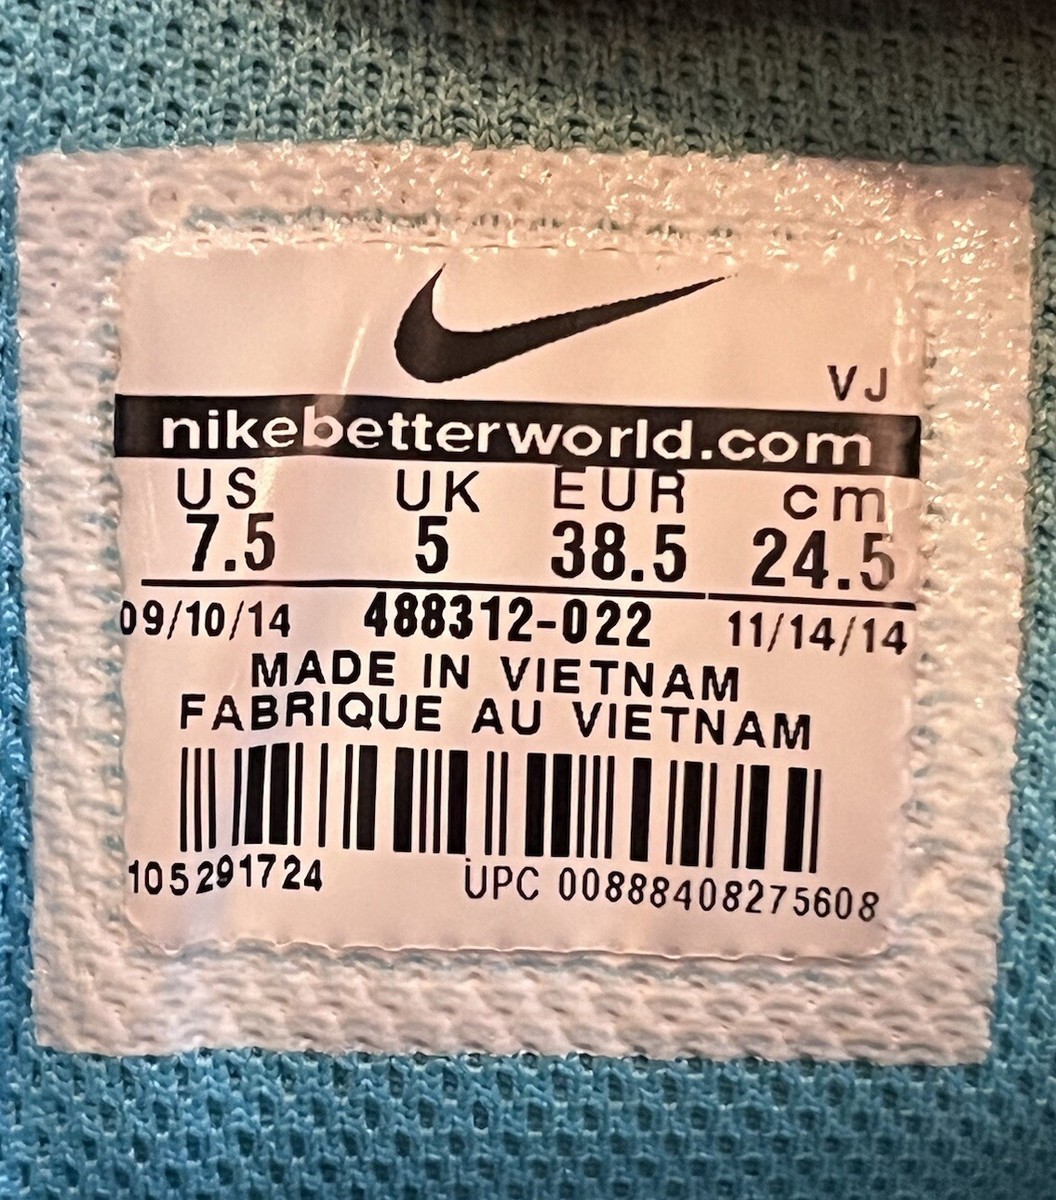 VJ
nikebetterworld.com
US UK EUR cm
7.5 5 38.5 24.5
09/10/14 488312-022 11/14/14
MADE IN VIETNAM
FABRIQUE AU VIETNAM
105291724 UPC 00888408275608